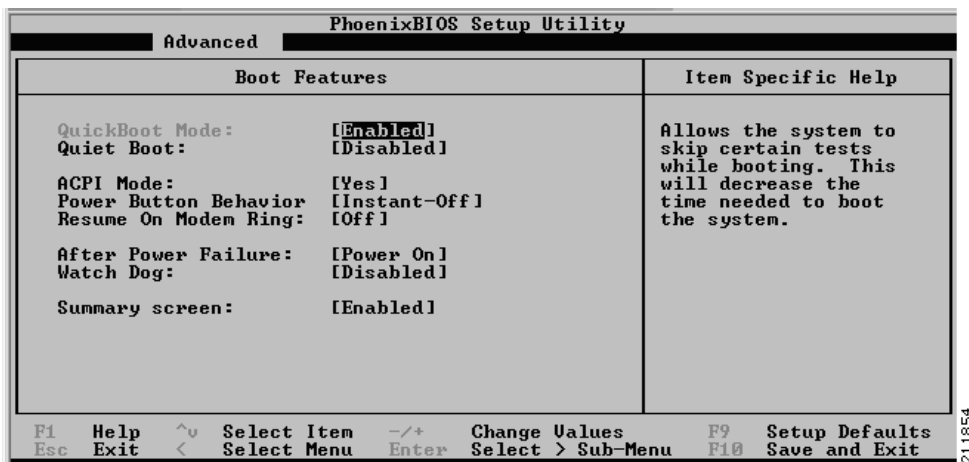 PhoenixBIOS Setup Utility
Advanced
Boot Features
Item Specific Help
QuickBoot Mode: [Enabled]
Quiet Boot: [Disabled]
ACPI Mode: [Yes]
Power Button Behavior [Instant-Off]
Resume On Modem Ring: [Off]
After Power Failure: [Power On]
Watch Dog: [Disabled]
Summary screen: [Enabled]
Allows the system to
skip certain tests
while booting. This
will decrease the
time needed to boot
the system.
F1 Help ^v Select Item -/+ Change Values F9 Setup Defaults
Esc Exit < Select Menu Enter Select > Sub-Menu F10 Save and Exit
211854